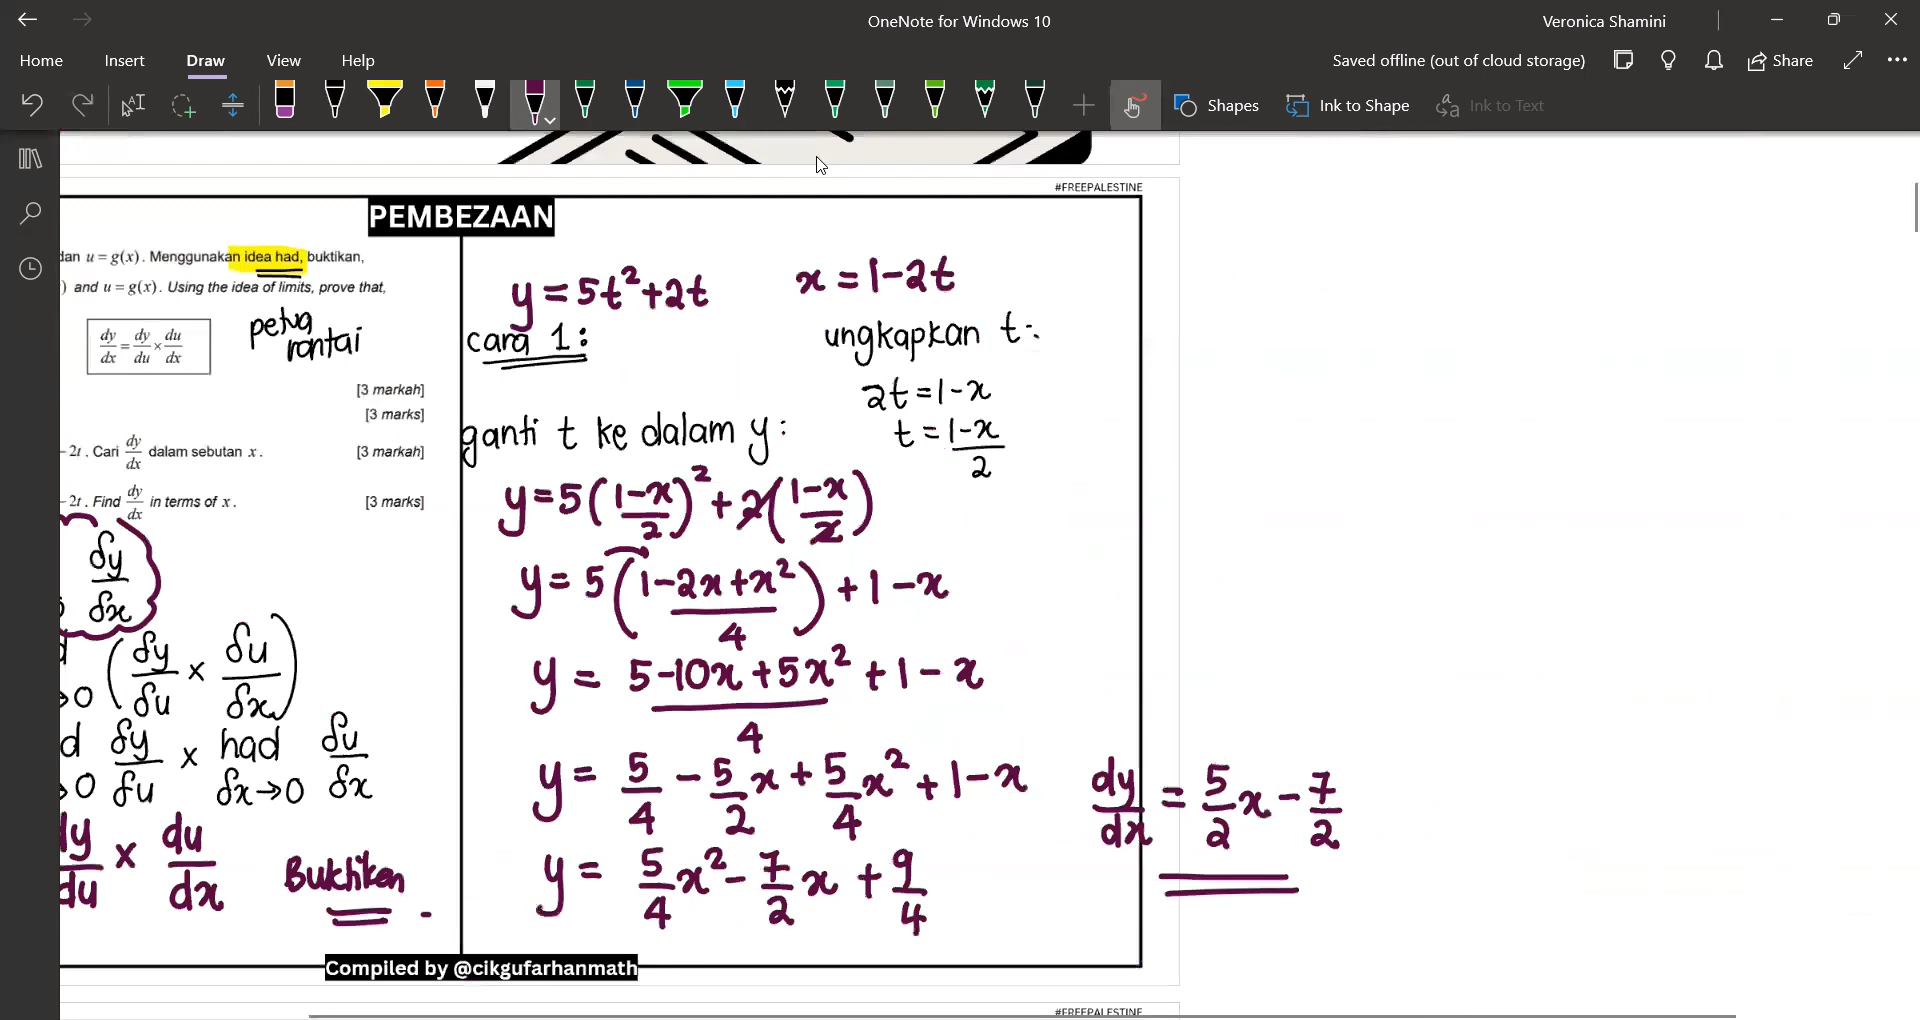 OneNote for Windows 10
Veronica Shamini
Home Insert Draw View Help
Saved offline (out of cloud storage) Share
Shapes Ink to Shape Ink to Text
#FREEPALESTINE
PEMBEZAAN
dan u = g(x). Menggunakan idea had, buktikan,
) and u = g(x). Using the idea of limits, prove that,
dy/dx = dy/du × du/dx
petua rantai
[3 markah]
[3 marks]
– 2t. Cari dy/dx dalam sebutan x. [3 markah]
– 2t. Find dy/dx in terms of x. [3 marks]
δy/δx
→0 (δy/δu × δu/δx)
→0 δy/δu × had δx→0 δu/δx
dy/du × du/dx Buktikan
y = 5t² + 2t x = 1 - 2t
cara 1: ungkapkan t:
2t = 1 - x
t = (1-x)/2
ganti t ke dalam y:
y = 5((1-x)/2)² + 2((1-x)/2)
y = 5((1-2x+x²)/4) + 1 - x
y = (5-10x+5x²)/4 + 1 - x
y = 5/4 - 5/2 x + 5/4 x² + 1 - x
y = 5/4 x² - 7/2 x + 9/4
dy/dx = 5/2 x - 7/2
Compiled by @cikgufarhanmath
#FREEPALESTINE